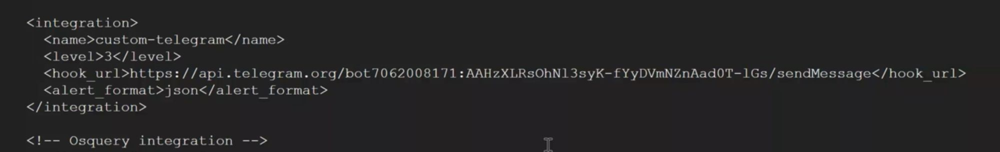 <integration>
<name>custom-telegram</name>
<level>3</level>
<hook_url>https://api.telegram.org/bot7062008171:AAHzXLRsOhNl3syK-fYyDVmNZnAad0T-lGs/sendMessage</hook_url>
<alert_format>json</alert_format>
</integration>
<!-- Osquery integration -->